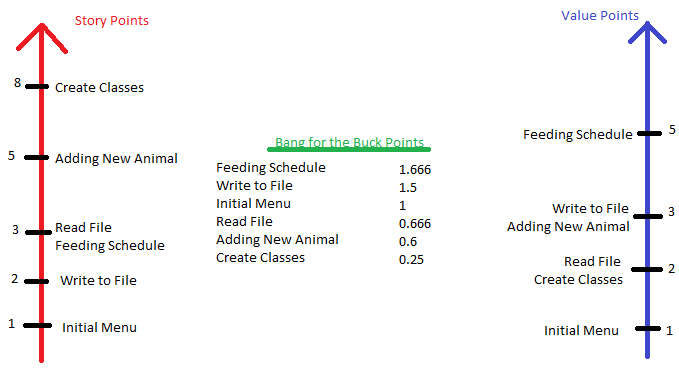 Story Points
8 Create Classes
5 Adding New Animal
3 Read File
Feeding Schedule
2 Write to File
1 Initial Menu
Bang for the Buck Points
Feeding Schedule 1.666
Write to File 1.5
Initial Menu 1
Read File 0.666
Adding New Animal 0.6
Create Classes 0.25
Value Points
Feeding Schedule 5
Write to File 3
Adding New Animal
Read File 2
Create Classes
Initial Menu 1